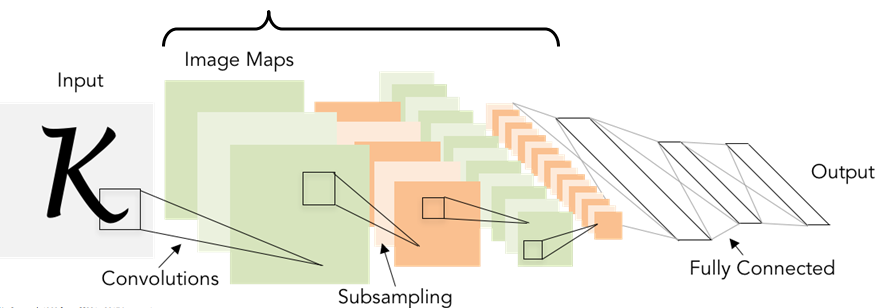 Image Maps
Input
K
Output
Convolutions
Fully Connected
Subsampling